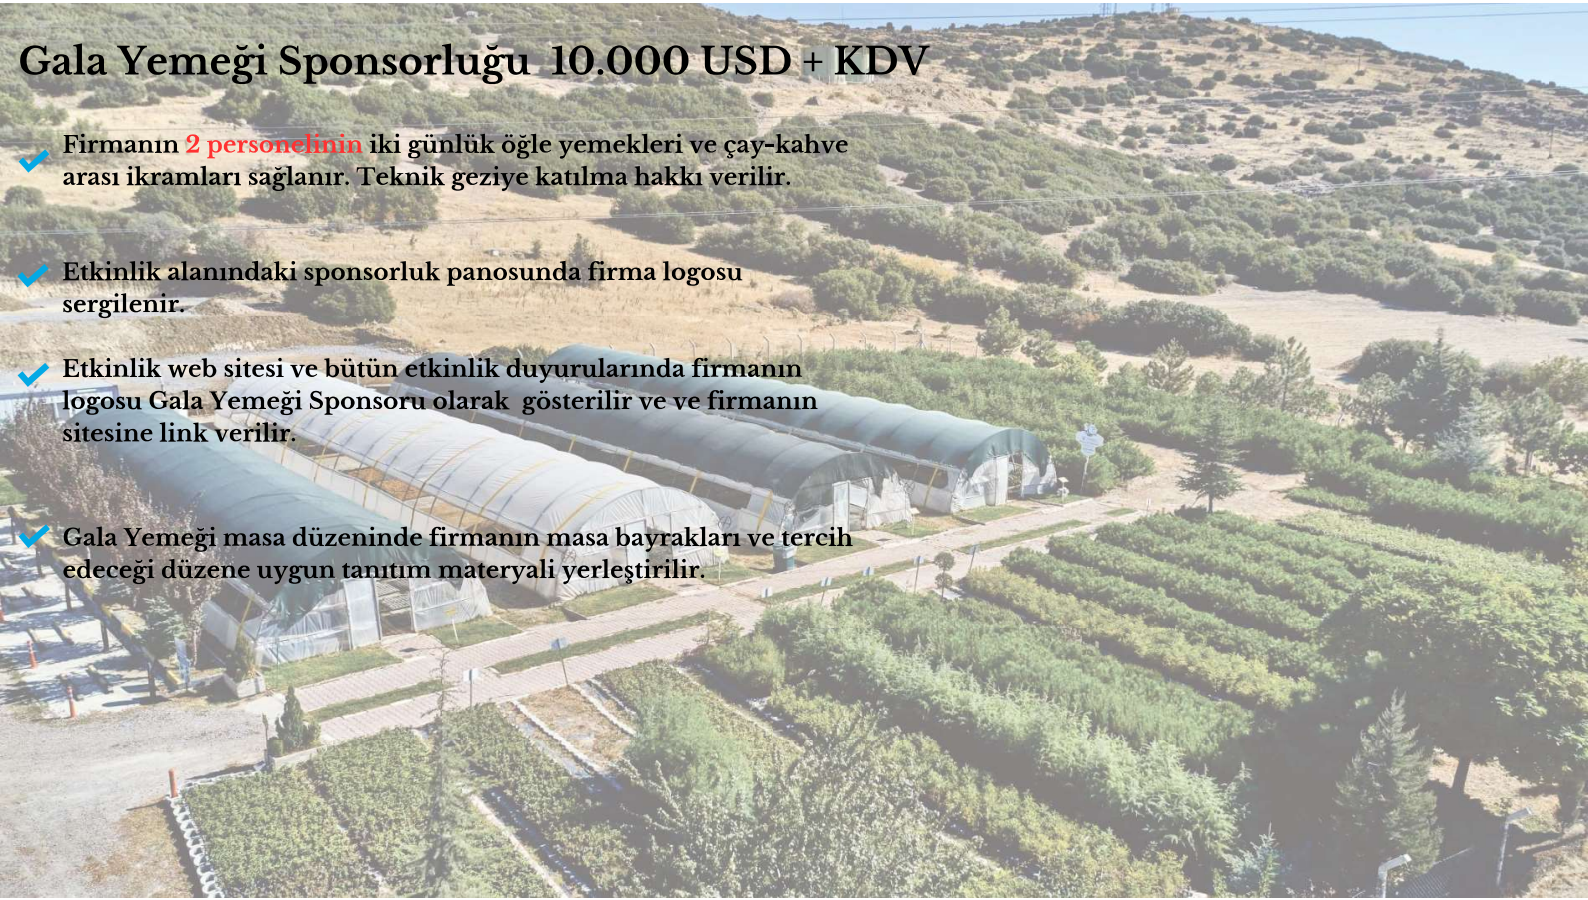 Gala Yemeği Sponsorluğu 10.000 USD + KDV
Firmanın 2 personelinin iki günlük öğle yemekleri ve çay-kahve
arası ikramları sağlanır. Teknik geziye katılma hakkı verilir.
Etkinlik alanındaki sponsorluk panosunda firma logosu
sergilenir.
Etkinlik web sitesi ve bütün etkinlik duyurularında firmanın
logosu Gala Yemeği Sponsoru olarak gösterilir ve ve firmanın
sitesine link verilir.
Gala Yemeği masa düzeninde firmanın masa bayrakları ve tercih
edeceği düzene uygun tanıtım materyali yerleştirilir.